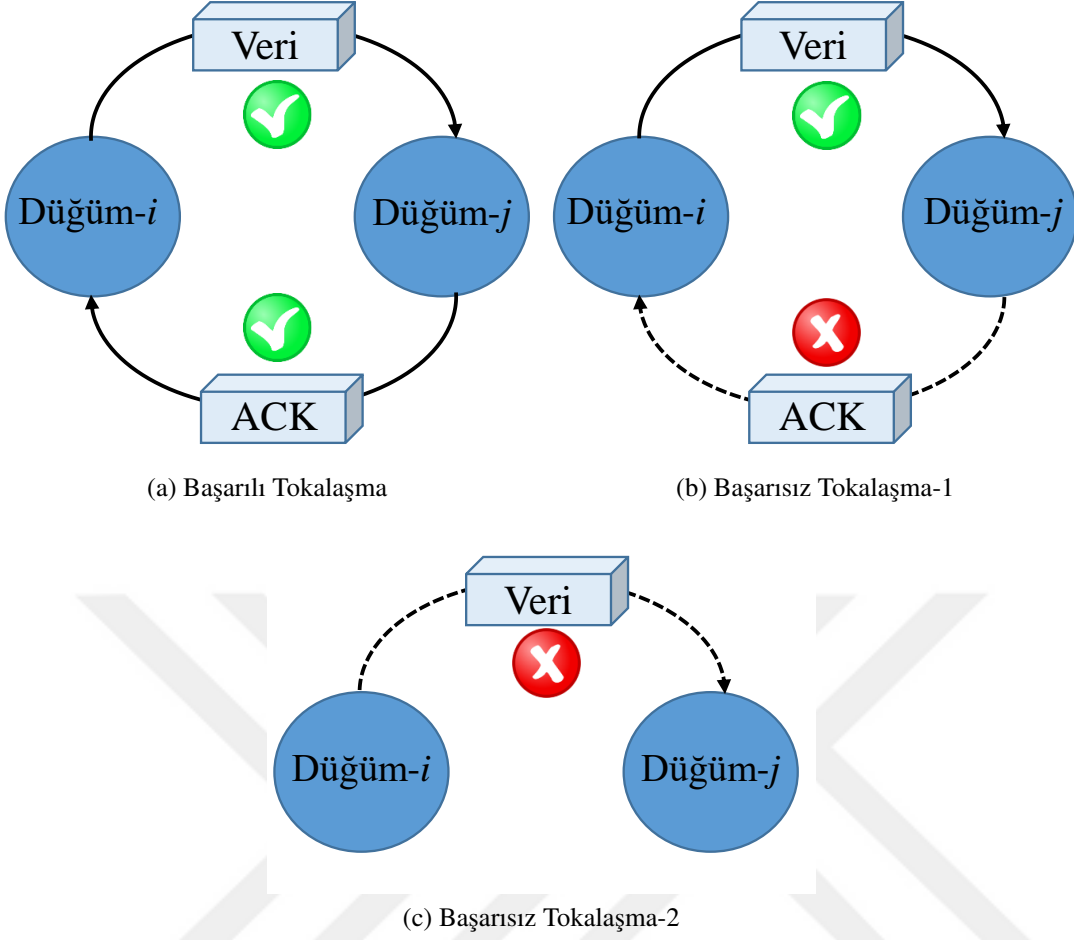 Veri
Veri
Düğüm-i
Düğüm-j
Düğüm-i
Düğüm-j
ACK
ACK
(a) Başarılı Tokalaşma
(b) Başarısız Tokalaşma-1
Veri
Düğüm-i
Düğüm-j
(c) Başarısız Tokalaşma-2